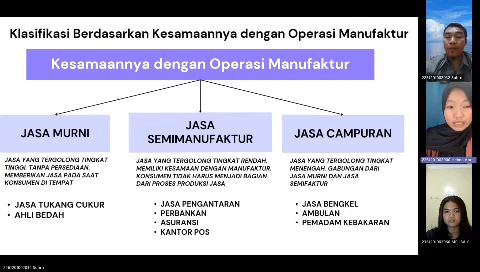 Klasifikasi Berdasarkan Kesamaannya dengan Operasi Manufaktur
Kesamaannya dengan Operasi Manufaktur
JASA MURNI
JASA YANG TERGOLONG TINGKAT
TINGGI, TANPA PERSEDIAAN,
MEMBERIKAN JASA PADA SAAT
KONSUMEN DI TEMPAT
• JASA TUKANG CUKUR
• AHLI BEDAH
JASA
SEMIMANUFAKTUR
JASA YANG TERGOLONG TINGKAT RENDAH,
MEMILIKI KESAMAAN DENGAN MANUFAKTUR,
KONSUMEN TIDAK HARUS MENJADI BAGIAN
DARI PROSES PRODUKSI JASA
• JASA PENGANTARAN
• PERBANKAN
• ASURANSI
• KANTOR POS
JASA CAMPURAN
JASA YANG TERGOLONG TINGKAT
MENENGAH, GABUNGAN DARI
JASA MURNI DAN JASA
SEMIFAKTUR
• JASA BENGKEL
• AMBULAN
• PEMADAM KEBAKARAN